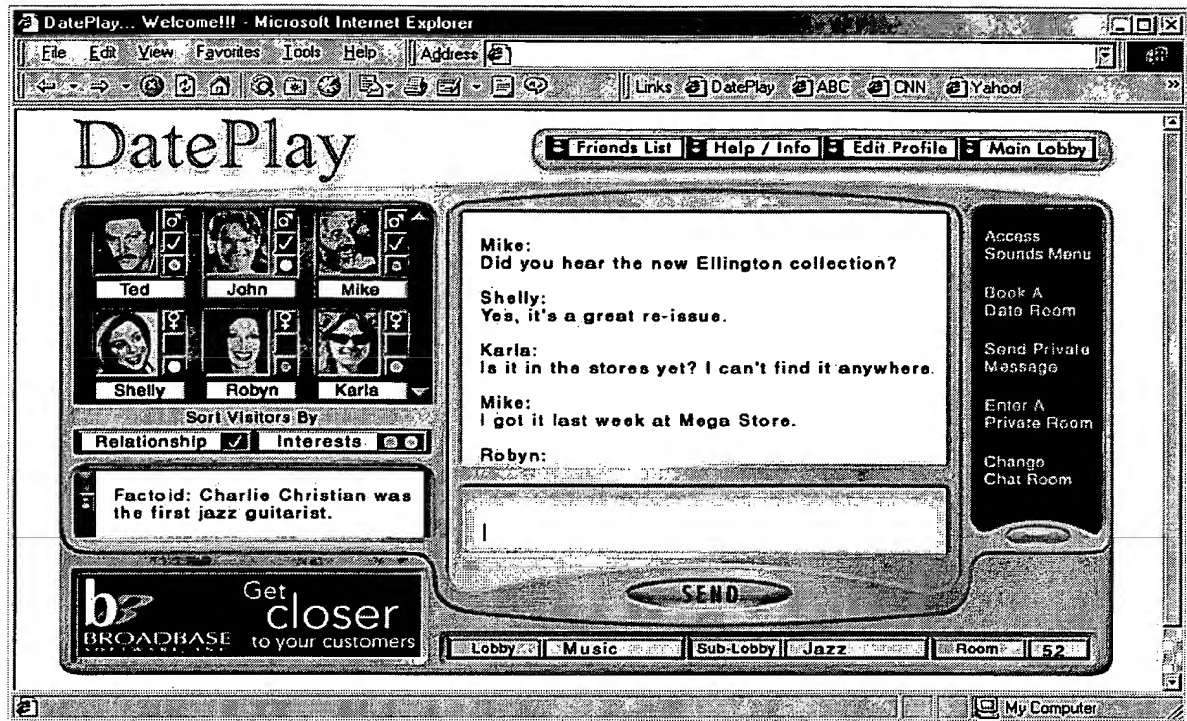 DatePlay... Welcome!!! - Microsoft Internet Explorer
File Edit View Favorites Tools Help Address
Links DatePlay ABC CNN Yahoo!
DatePlay
Friends List Help / Info Edit Profile Main Lobby
Ted John Mike
Shelly Robyn Karla
Sort Visitors By
Relationship Interests
Factoid: Charlie Christian was
the first jazz guitarist.
BROADBASE
Get
closer
to your customers
Mike:
Did you hear the new Ellington collection?
Shelly:
Yes, it's a great re-issue.
Karla:
Is it in the stores yet? I can't find it anywhere.
Mike:
I got it last week at Mega Store.
Robyn:
SEND
Access
Sounds Menu
Book A
Date Room
Send Private
Message
Enter A
Private Room
Change
Chat Room
Lobby Music Sub-Lobby Jazz Room 52
My Computer